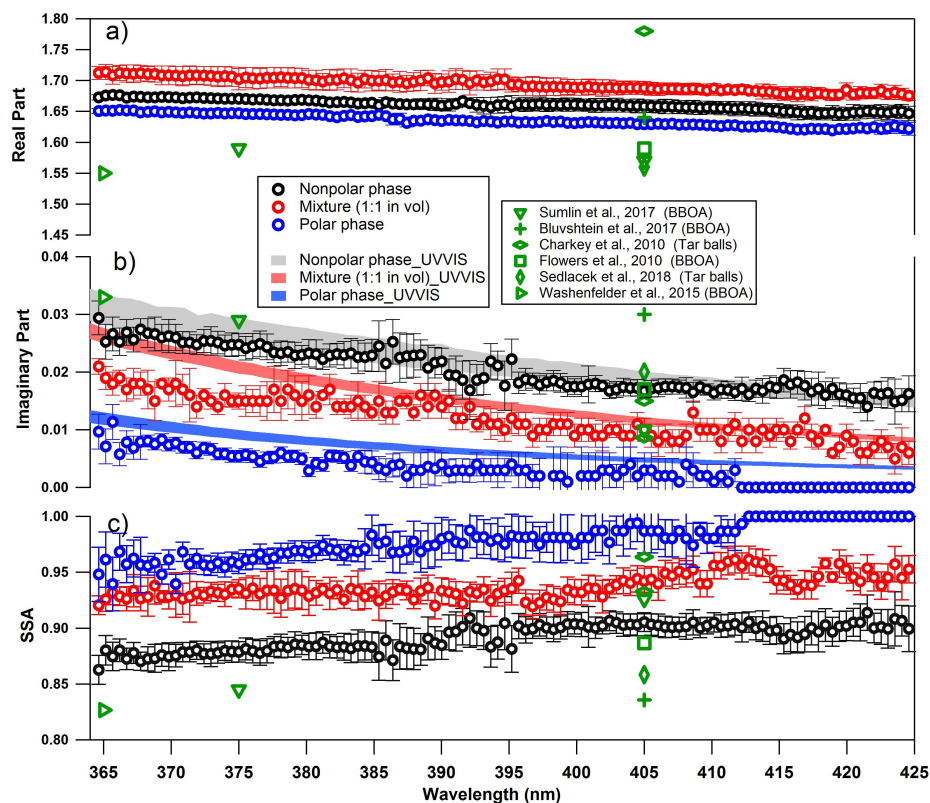 a)
1.80
1.75
1.70
1.65
1.60
1.55
1.50
1.45
Real Part
Nonpolar phase
Mixture (1:1 in vol)
Polar phase
Nonpolar phase_UVVIS
Mixture (1:1 in vol)_UVVIS
Polar phase_UVVIS
Sumlin et al., 2017 (BBOA)
Bluvshtein et al., 2017 (BBOA)
Charkey et al., 2010 (Tar balls)
Flowers et al., 2010 (BBOA)
Sedlacek et al., 2018 (Tar balls)
Washenfelder et al., 2015 (BBOA)
b)
0.04
0.03
0.02
0.01
0.00
Imaginary Part
c)
1.00
0.95
0.90
0.85
0.80
SSA
365 370 375 380 385 390 395 400 405 410 415 420 425
Wavelength (nm)